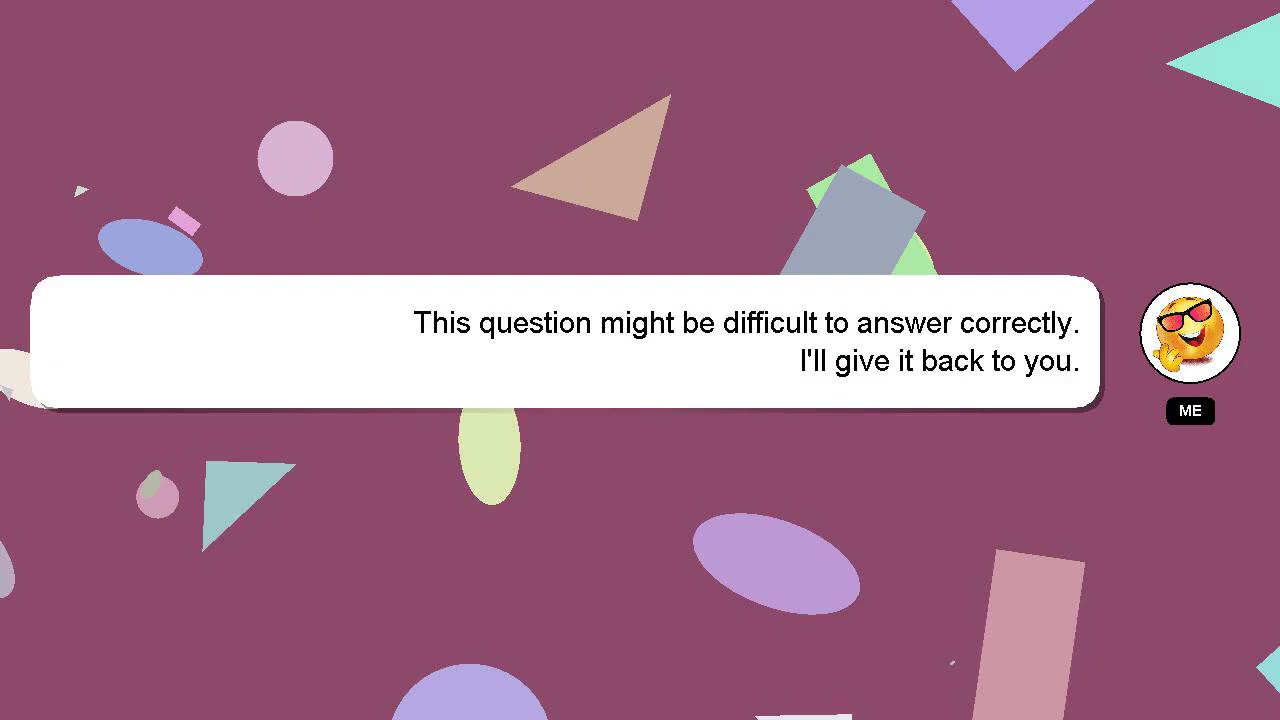 This question might be difficult to answer correctly.
I'll give it back to you.
ME